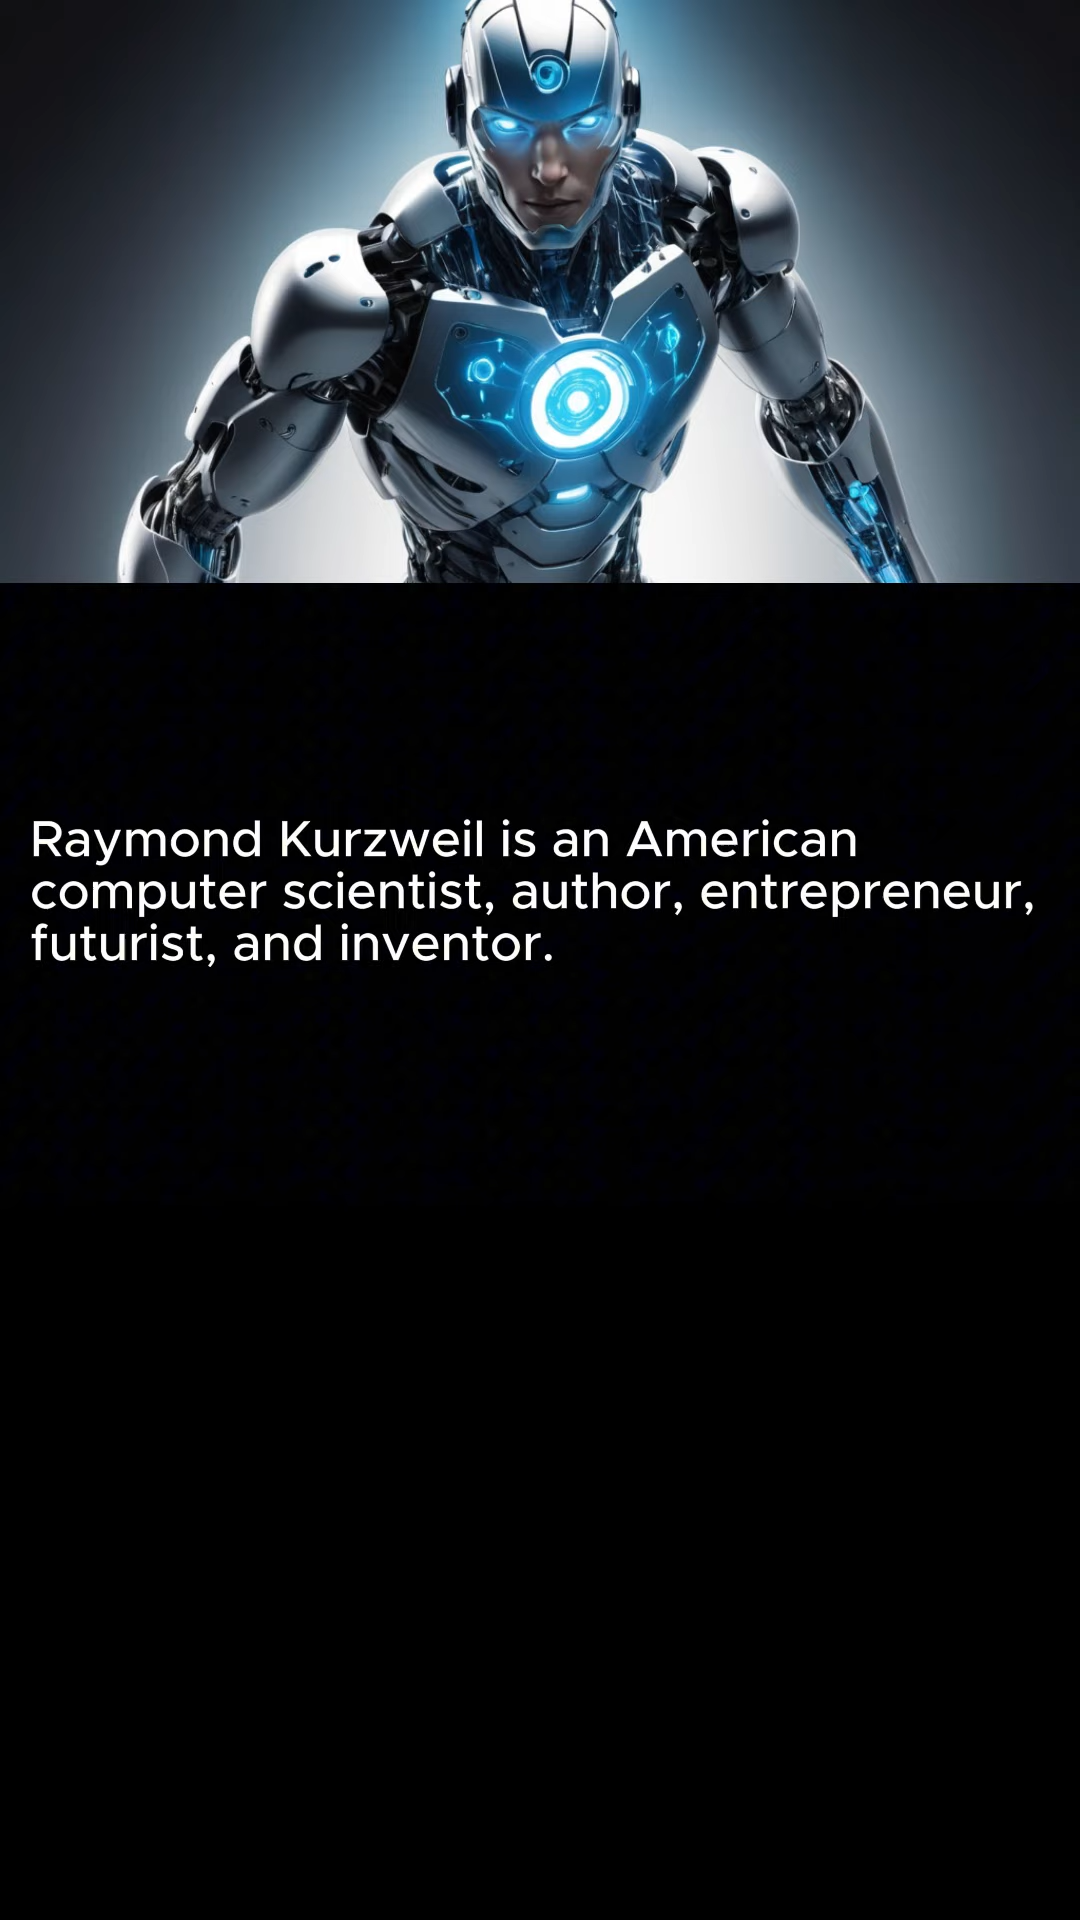 Raymond Kurzweil is an American
computer scientist, author, entrepreneur,
futurist, and inventor.